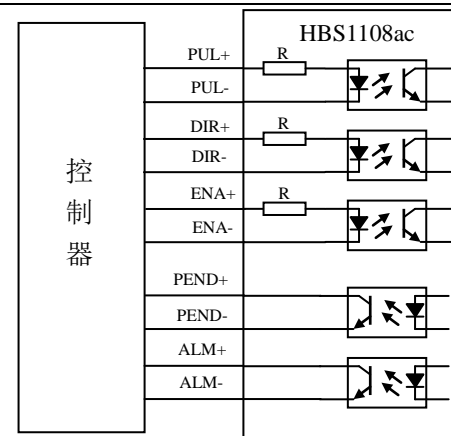 HBS1108ac
PUL+
R
PUL-
DIR+
R
DIR-
ENA+
R
ENA-
控
制
器
PEND+
PEND-
ALM+
ALM-